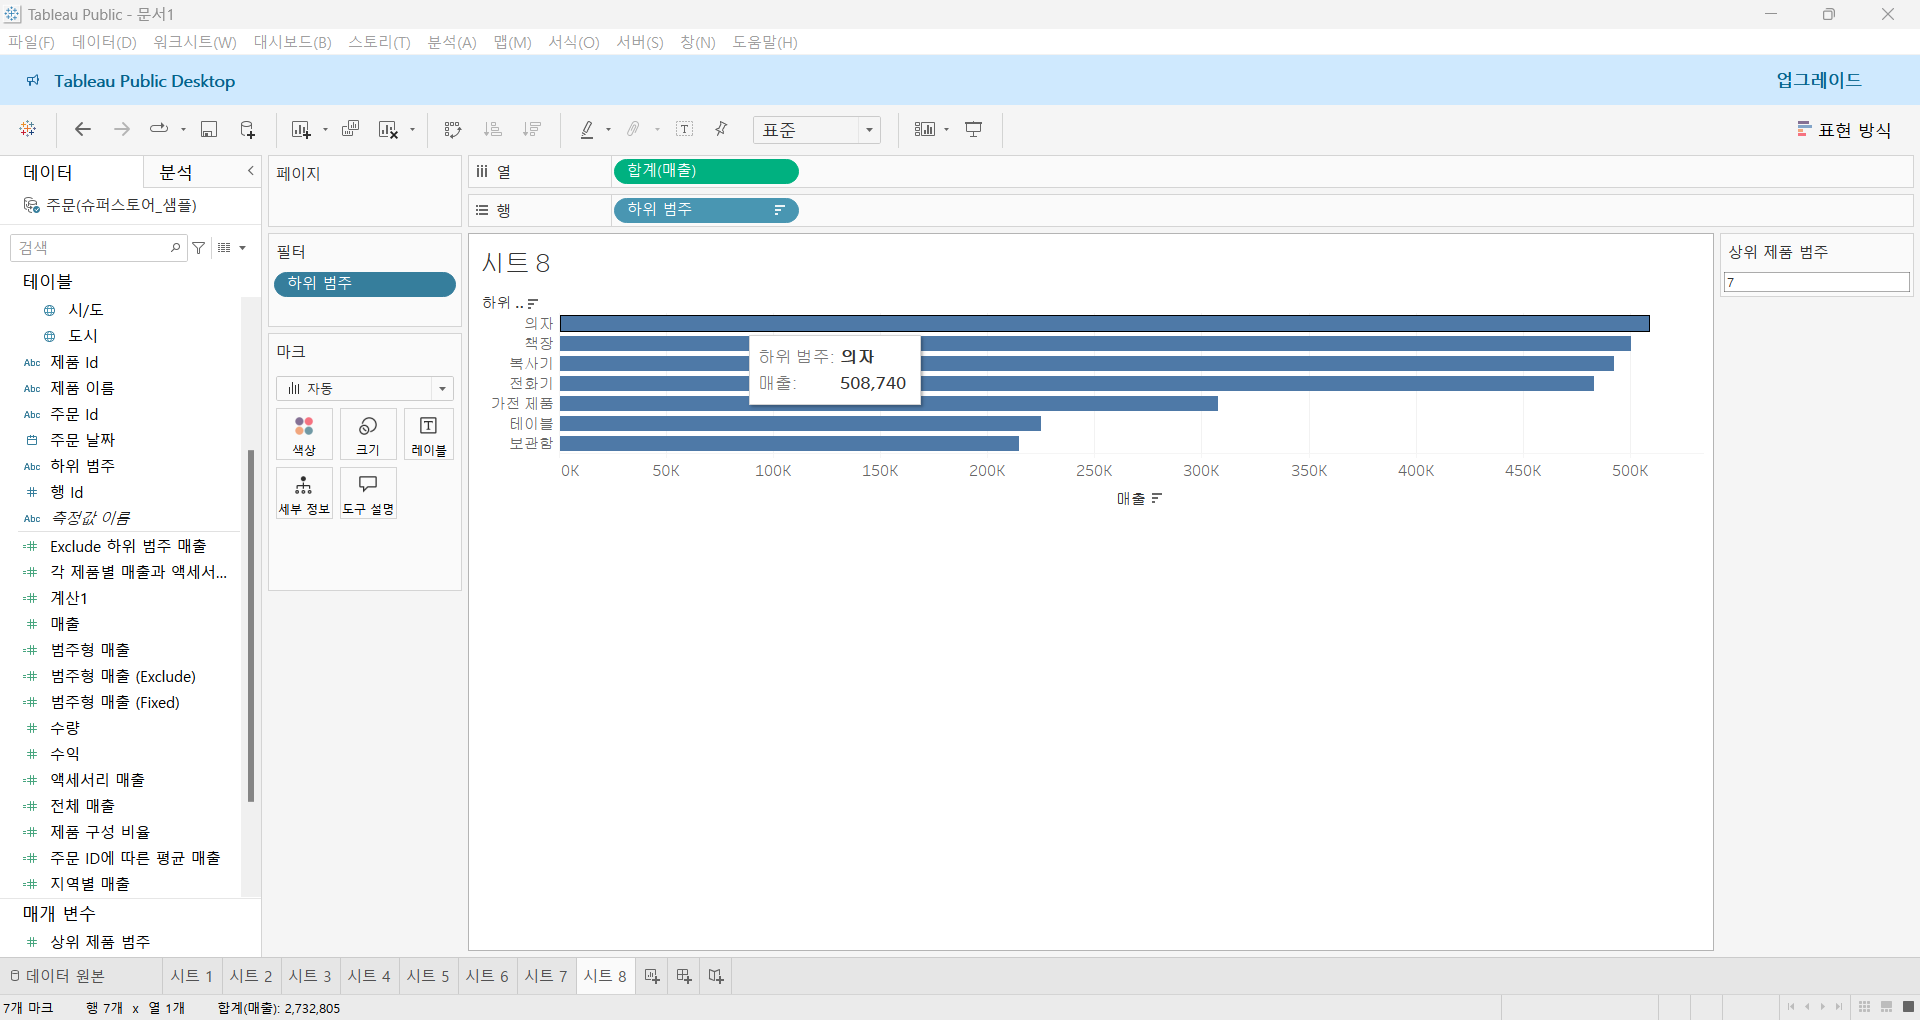 Tableau Public - 문서1
파일(F) 데이터(D) 워크시트(W) 대시보드(B) 스토리(T) 분석(A) 맵(M) 서식(O) 서버(S) 창(N) 도움말(H)
Tableau Public Desktop 업그레이드
표준 표현 방식
데이터 분석
주문(슈퍼스토어_샘플)
검색
테이블
시/도
도시
Abc 제품 Id
Abc 제품 이름
Abc 주문 Id
주문 날짜
Abc 하위 범주
행 Id
Abc 측정값 이름
Exclude 하위 범주 매출
각 제품별 매출과 액세서...
계산1
매출
범주형 매출
범주형 매출 (Exclude)
범주형 매출 (Fixed)
수량
수익
액세서리 매출
전체 매출
제품 구성 비율
주문 ID에 따른 평균 매출
지역별 매출
매개 변수
상위 제품 범주
페이지
필터
하위 범주
마크
자동
색상 크기 레이블
세부 정보 도구 설명
열 합계(매출)
행 하위 범주
시트 8
하위 ..
의자
책장
복사기
전화기
가전 제품
테이블
보관함
하위 범주: 의자
매출: 508,740
0K 50K 100K 150K 200K 250K 300K 350K 400K 450K 500K
매출
상위 제품 범주
7
데이터 원본 시트 1 시트 2 시트 3 시트 4 시트 5 시트 6 시트 7 시트 8
7개 마크 행 7개 x 열 1개 합계(매출): 2,732,805